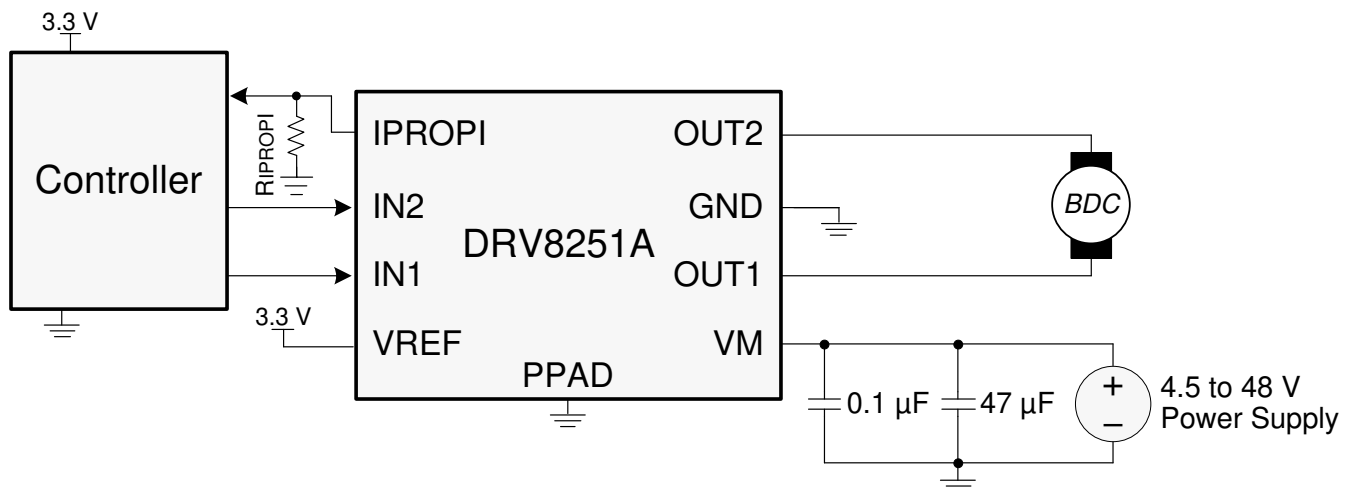 3.3 V
Controller
RIPROPI
IPROPI
IN2
IN1
VREF
3.3 V
DRV8251A
PPAD
OUT2
GND
OUT1
VM
BDC
0.1 µF
47 µF
+
–
4.5 to 48 V
Power Supply